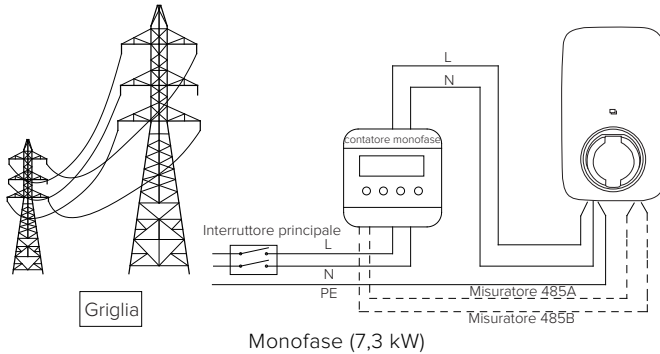 L
N
contatore monofase
Interruttore principale
L
N
PE
Misuratore 485A
Griglia
Misuratore 485B
Monofase (7,3 kW)